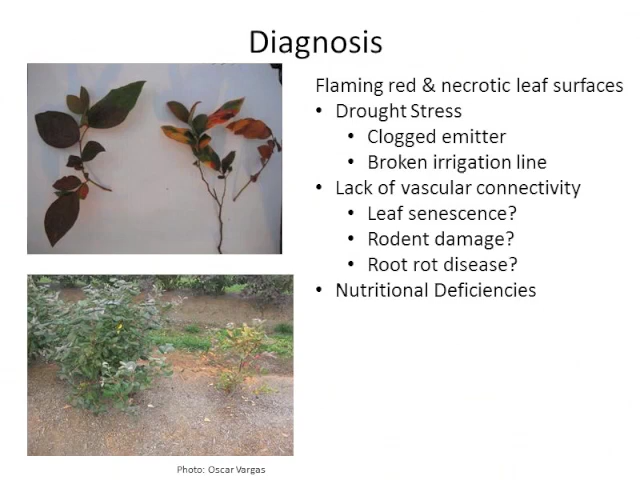 Diagnosis
Flaming red & necrotic leaf surfaces
• Drought Stress
• Clogged emitter
• Broken irrigation line
• Lack of vascular connectivity
• Leaf senescence?
• Rodent damage?
• Root rot disease?
• Nutritional Deficiencies
Photo: Oscar Vargas